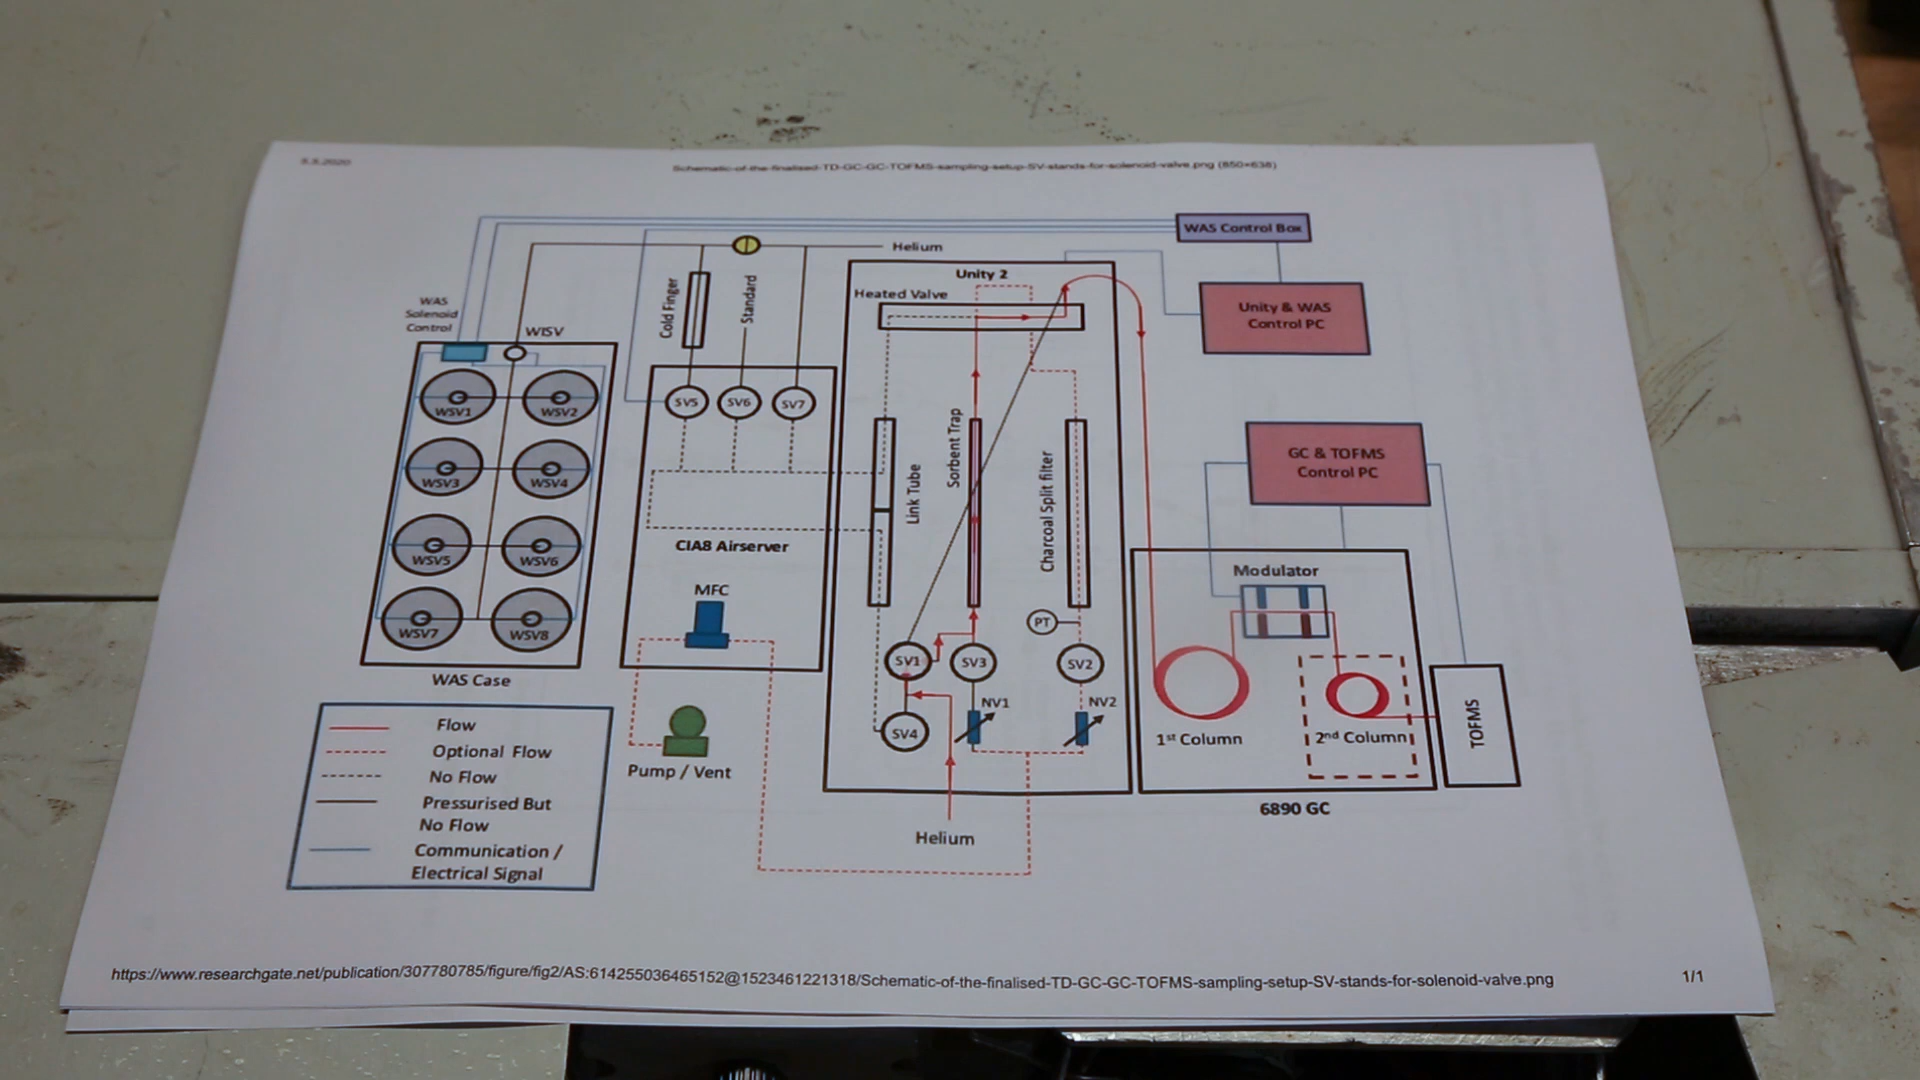 5.5.2020
Schematic-of-the-finalised-TD-GC-GC-TOFMS-sampling-setup-SV-stands-for-solenoid-valve.png (850×638)
WAS Control Box
Helium
Unity 2
Heated Valve
Cold Finger
Standard
WAS
Solenoid
Control
WISV
Unity & WAS
Control PC
WSV1
WSV2
SV5
SV6
SV7
WSV3
WSV4
Link Tube
Sorbent Trap
Charcoal Split filter
GC & TOFMS
Control PC
WSV5
WSV6
CIA8 Airserver
Modulator
MFC
WSV7
WSV8
PT
SV1
SV3
SV2
WAS Case
NV1
NV2
SV4
1st Column
2nd Column
TOFMS
Pump / Vent
6890 GC
Helium
Flow
Optional Flow
No Flow
Pressurised But
No Flow
Communication /
Electrical Signal
https://www.researchgate.net/publication/307780785/figure/fig2/AS:614255036465152@1523461221318/Schematic-of-the-finalised-TD-GC-GC-TOFMS-sampling-setup-SV-stands-for-solenoid-valve.png
1/1